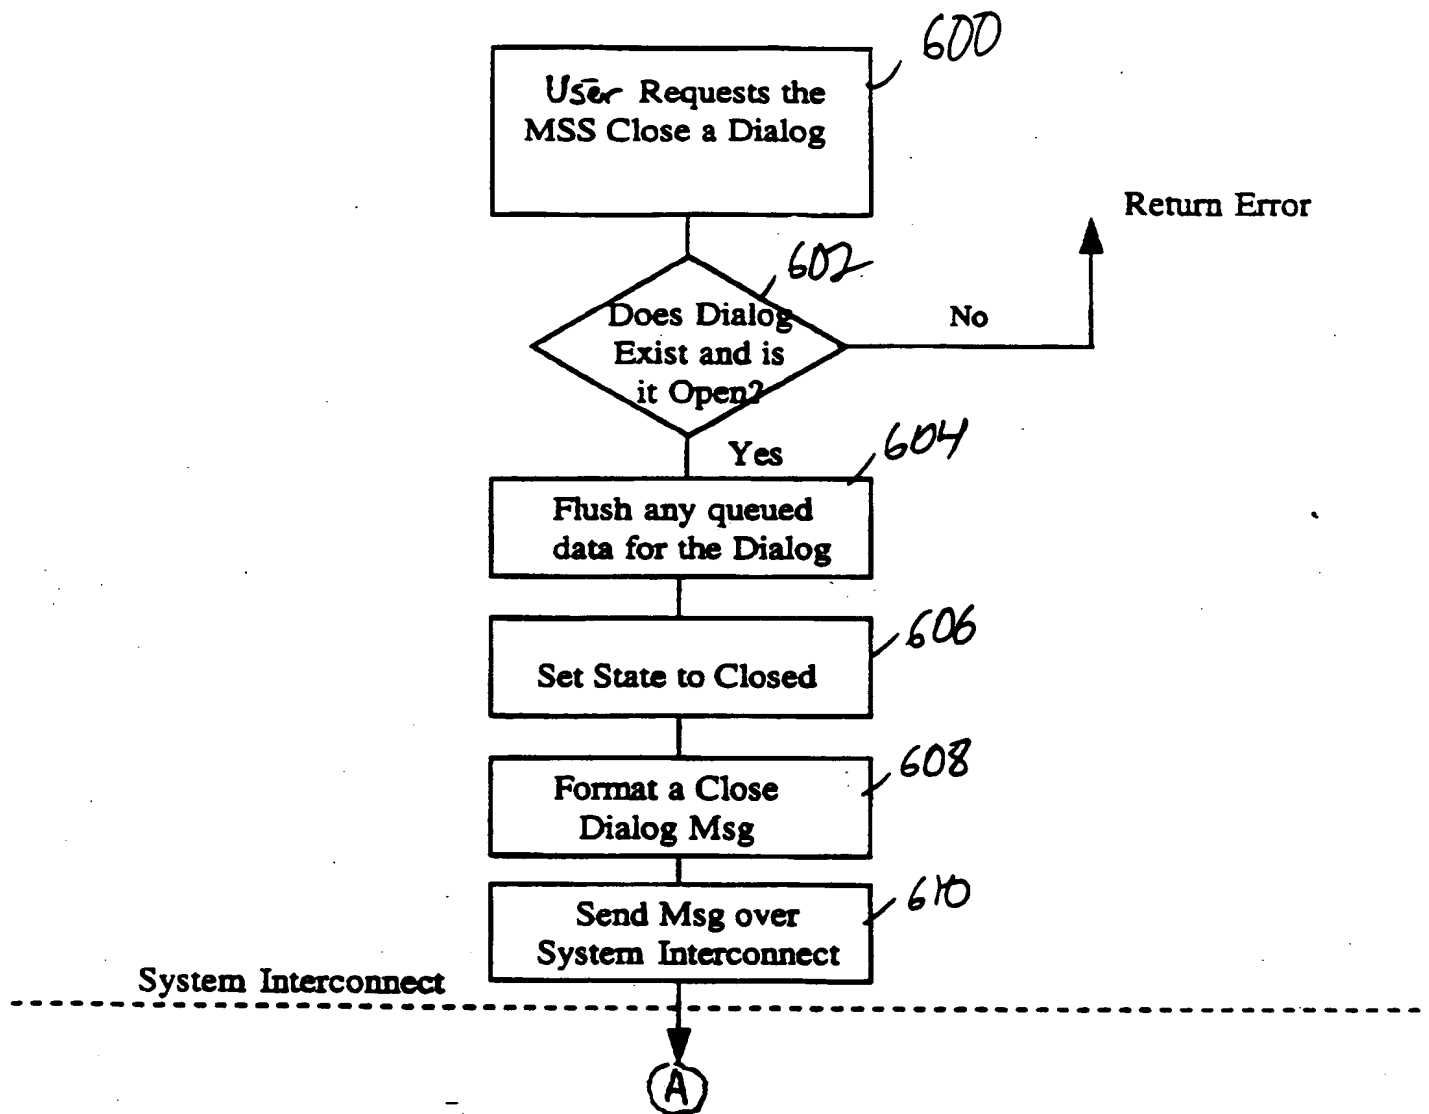 600
User Requests the
MSS Close a Dialog
Return Error
602
Does Dialog
Exist and is
it Open?
No
Yes
604
Flush any queued
data for the Dialog
606
Set State to Closed
608
Format a Close
Dialog Msg
610
Send Msg over
System Interconnect
System Interconnect
A